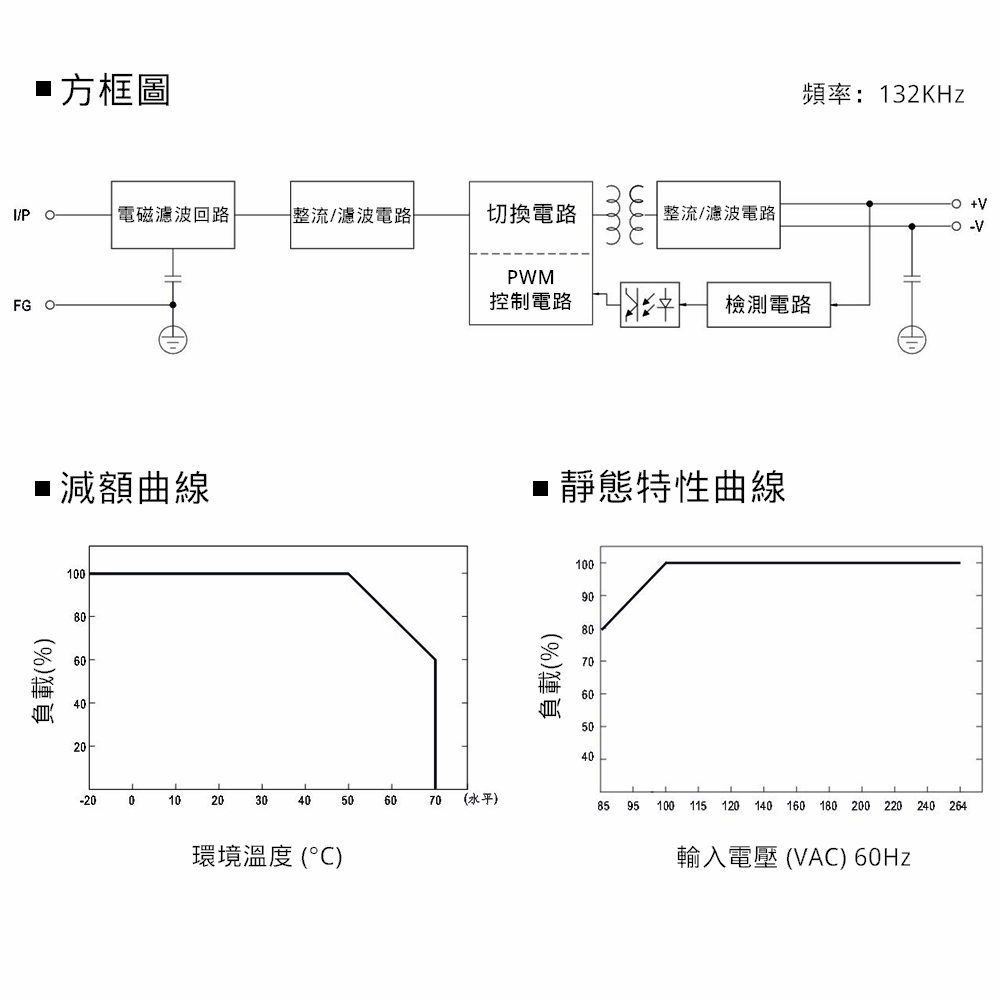 ■ 方框圖
頻率：132KHz
I/P
電磁濾波回路
整流/濾波電路
切換電路
整流/濾波電路
+V
-V
PWM
控制電路
檢測電路
FG
■ 減額曲線
負載(%)
100
80
60
40
20
-20 0 10 20 30 40 50 60 70 (水平)
環境溫度 (°C)
■ 靜態特性曲線
負載(%)
100
90
80
70
60
50
40
85 95 100 115 120 140 160 180 200 220 240 264
輸入電壓 (VAC) 60Hz